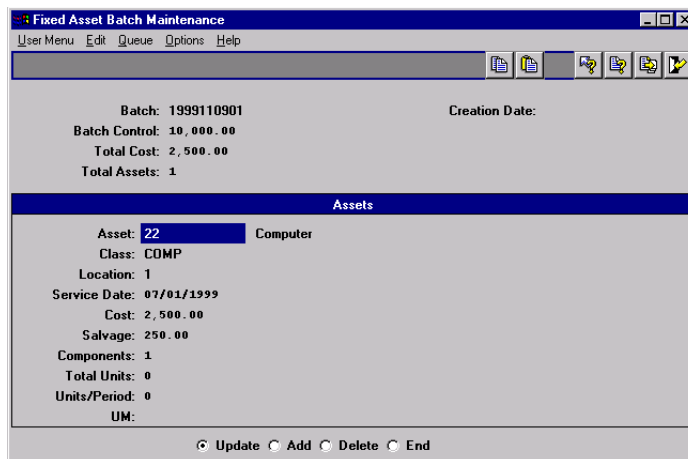 Fixed Asset Batch Maintenance
User Menu Edit Queue Options Help
Batch: 1999110901 Creation Date:
Batch Control: 10,000.00
Total Cost: 2,500.00
Total Assets: 1
Assets
Asset: 22 Computer
Class: COMP
Location: 1
Service Date: 07/01/1999
Cost: 2,500.00
Salvage: 250.00
Components: 1
Total Units: 0
Units/Period: 0
UM:
Update Add Delete End